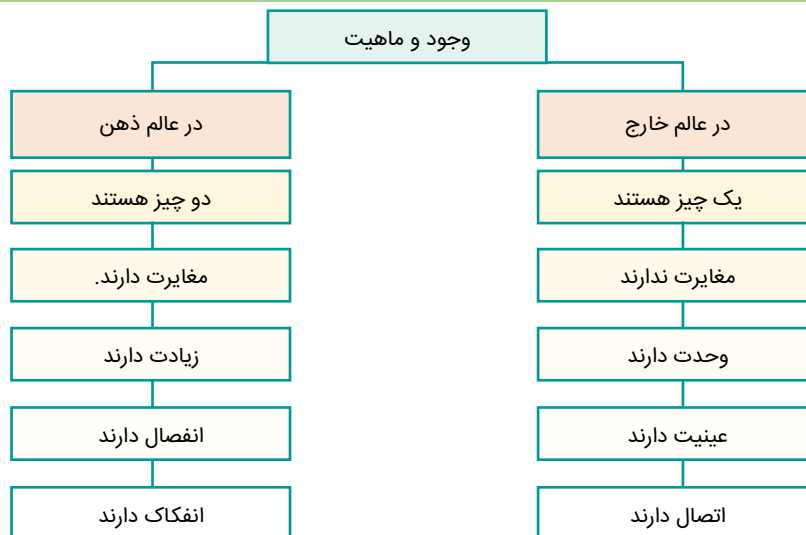 وجود و ماهیت
در عالم خارج
یک چیز هستند
مغایرت ندارند
وحدت دارند
عینیت دارند
اتصال دارند
در عالم ذهن
دو چیز هستند
مغایرت دارند.
زیادت دارند
انفصال دارند
انفکاک دارند